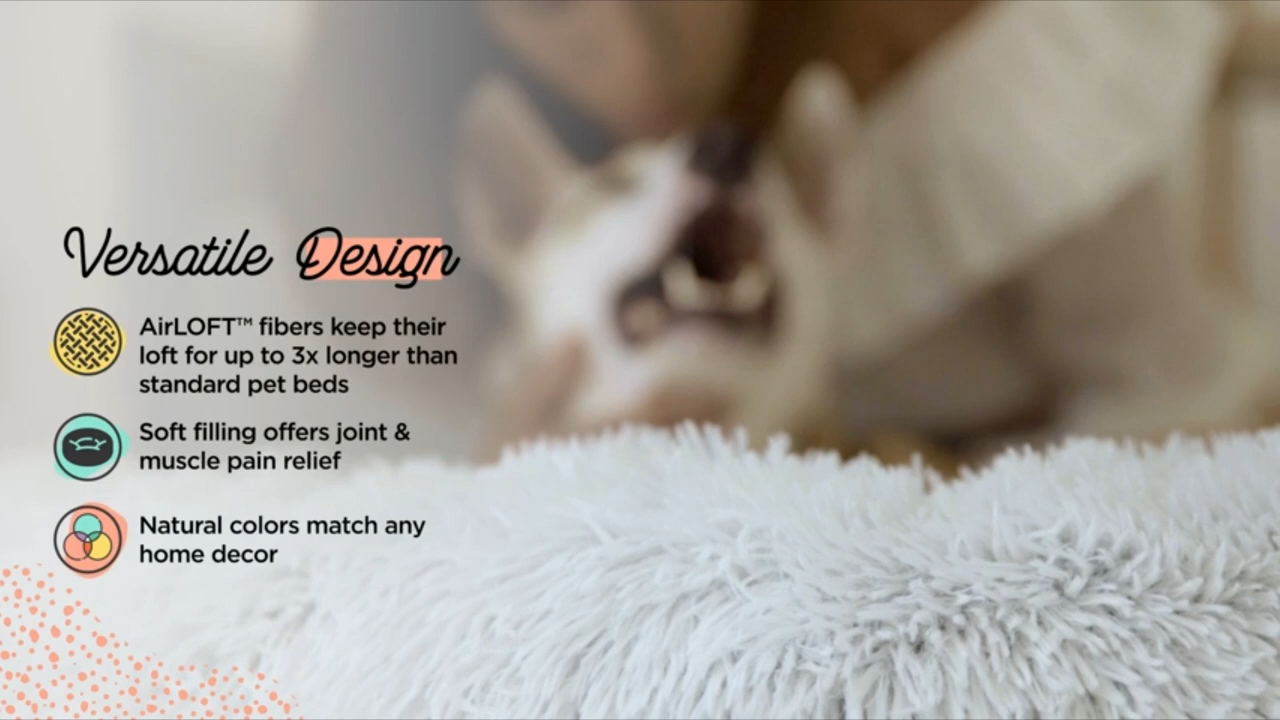 Versatile Design
AirLOFT™ fibers keep their
loft for up to 3x longer than
standard pet beds
Soft filling offers joint &
muscle pain relief
Natural colors match any
home decor